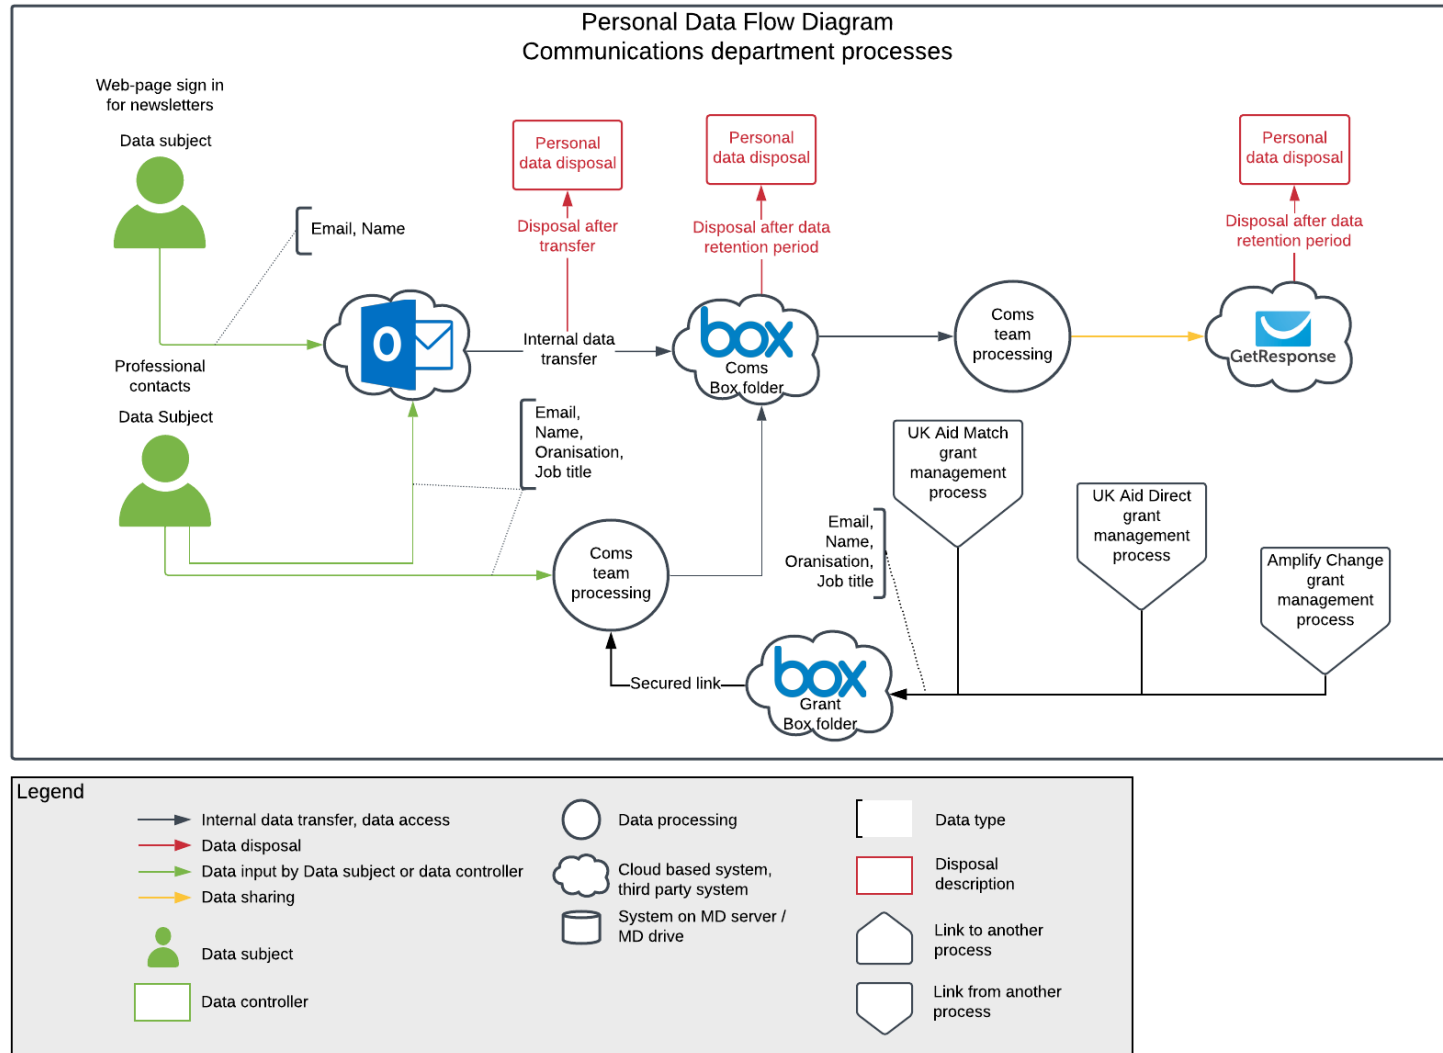 Personal Data Flow Diagram
Communications department processes
Web-page sign in
for newsletters
Data subject
Email, Name
Personal
data disposal
Disposal after
transfer
Personal
data disposal
Disposal after data
retention period
Personal
data disposal
Disposal after data
retention period
O
Internal data
transfer
box
Coms
Box folder
Coms
team
processing
GetResponse
Professional
contacts
Data Subject
Email,
Name,
Oranisation,
Job title
Coms
team
processing
UK Aid Match
grant
management
process
UK Aid Direct
grant
management
process
Amplify Change
grant
management
process
Email,
Name,
Oranisation,
Job title
Secured link
box
Grant
Box folder
Legend
Internal data transfer, data access
Data disposal
Data input by Data subject or data controller
Data sharing
Data subject
Data controller
Data processing
Cloud based system,
third party system
System on MD server /
MD drive
Data type
Disposal
description
Link to another
process
Link from another
process